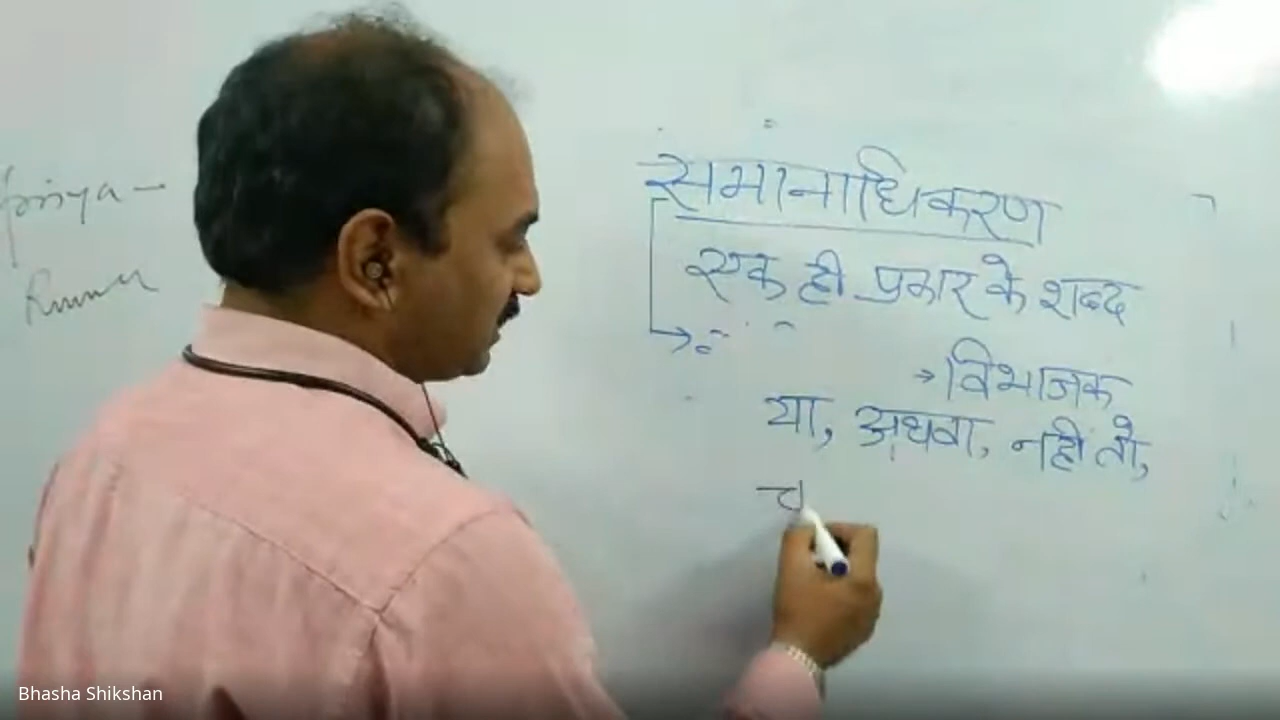 समानाधिकरण
एक ही प्रकार के शब्द
→ विभाजक
या, अथवा, नही तो,
च
Bhasha Shikshan